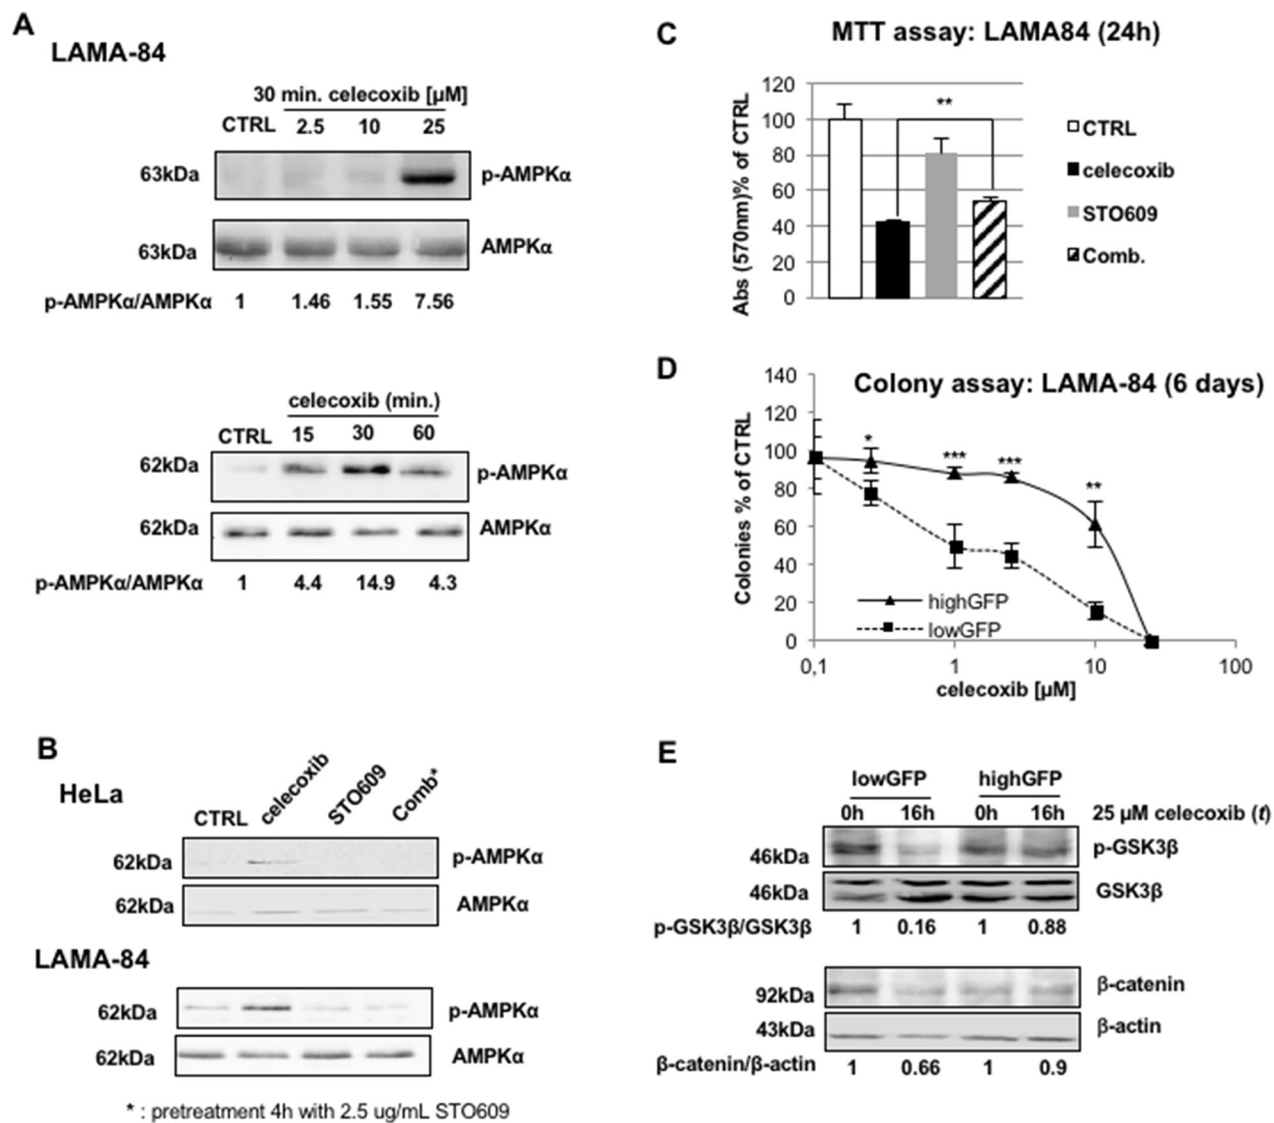 A
LAMA-84
30 min. celecoxib [µM]
CTRL 2.5 10 25
63kDa p-AMPKα
63kDa AMPKα
p-AMPKα/AMPKα 1 1.46 1.55 7.56
celecoxib (min.)
CTRL 15 30 60
62kDa p-AMPKα
62kDa AMPKα
p-AMPKα/AMPKα 1 4.4 14.9 4.3
B
HeLa
CTRL celecoxib STO609 Comb*
62kDa p-AMPKα
62kDa AMPKα
LAMA-84
62kDa p-AMPKα
62kDa AMPKα
* : pretreatment 4h with 2.5 ug/mL STO609
C
MTT assay: LAMA84 (24h)
Abs (570nm)% of CTRL
120
100
80
60
40
20
0
**
CTRL
celecoxib
STO609
Comb.
D
Colony assay: LAMA-84 (6 days)
Colonies % of CTRL
140
120
100
80
60
40
20
0
* *** *** **
highGFP
lowGFP
0,1 1 10 100
celecoxib [µM]
E
lowGFP highGFP
0h 16h 0h 16h 25 µM celecoxib (t)
46kDa p-GSK3β
46kDa GSK3β
p-GSK3β/GSK3β 1 0.16 1 0.88
92kDa β-catenin
43kDa β-actin
β-catenin/β-actin 1 0.66 1 0.9